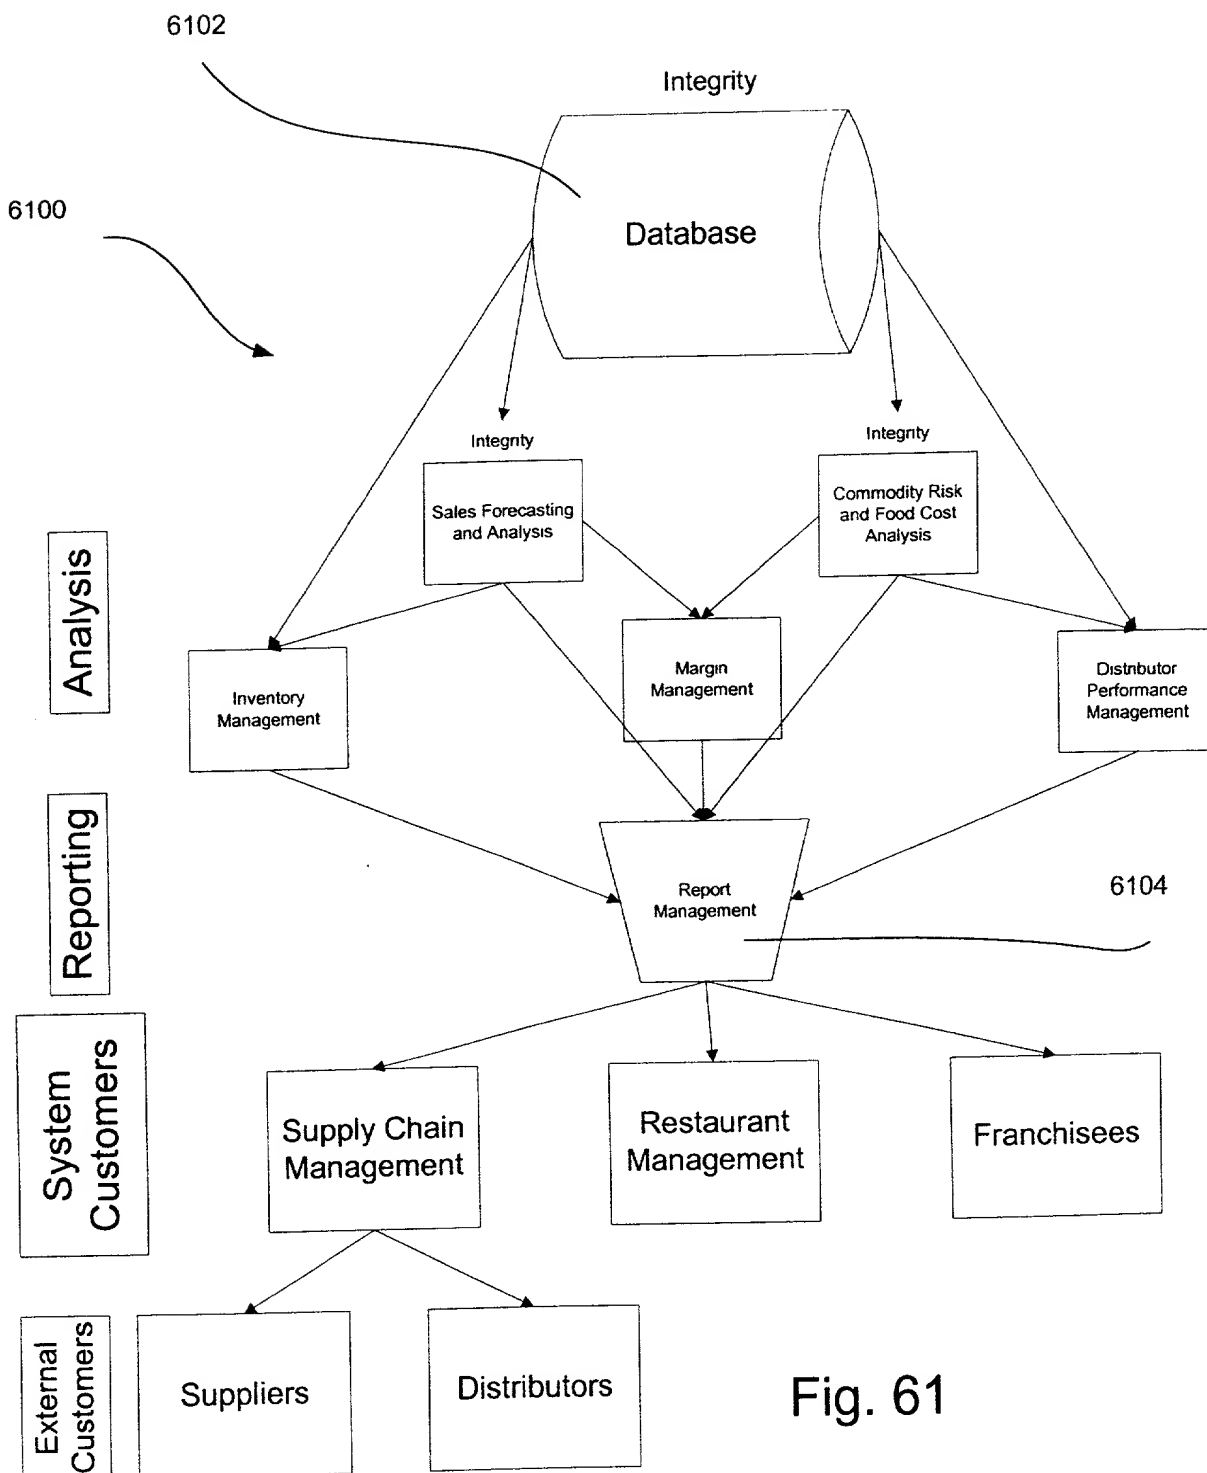 6102
Integrity
6100
Database
Integrity
Integrity
Sales Forecasting
and Analysis
Commodity Risk
and Food Cost
Analysis
Analysis
Inventory
Management
Margin
Management
Distributor
Performance
Management
Reporting
Report
Management
6104
System
Customers
Supply Chain
Management
Restaurant
Management
Franchisees
External
Customers
Suppliers
Distributors
Fig. 61